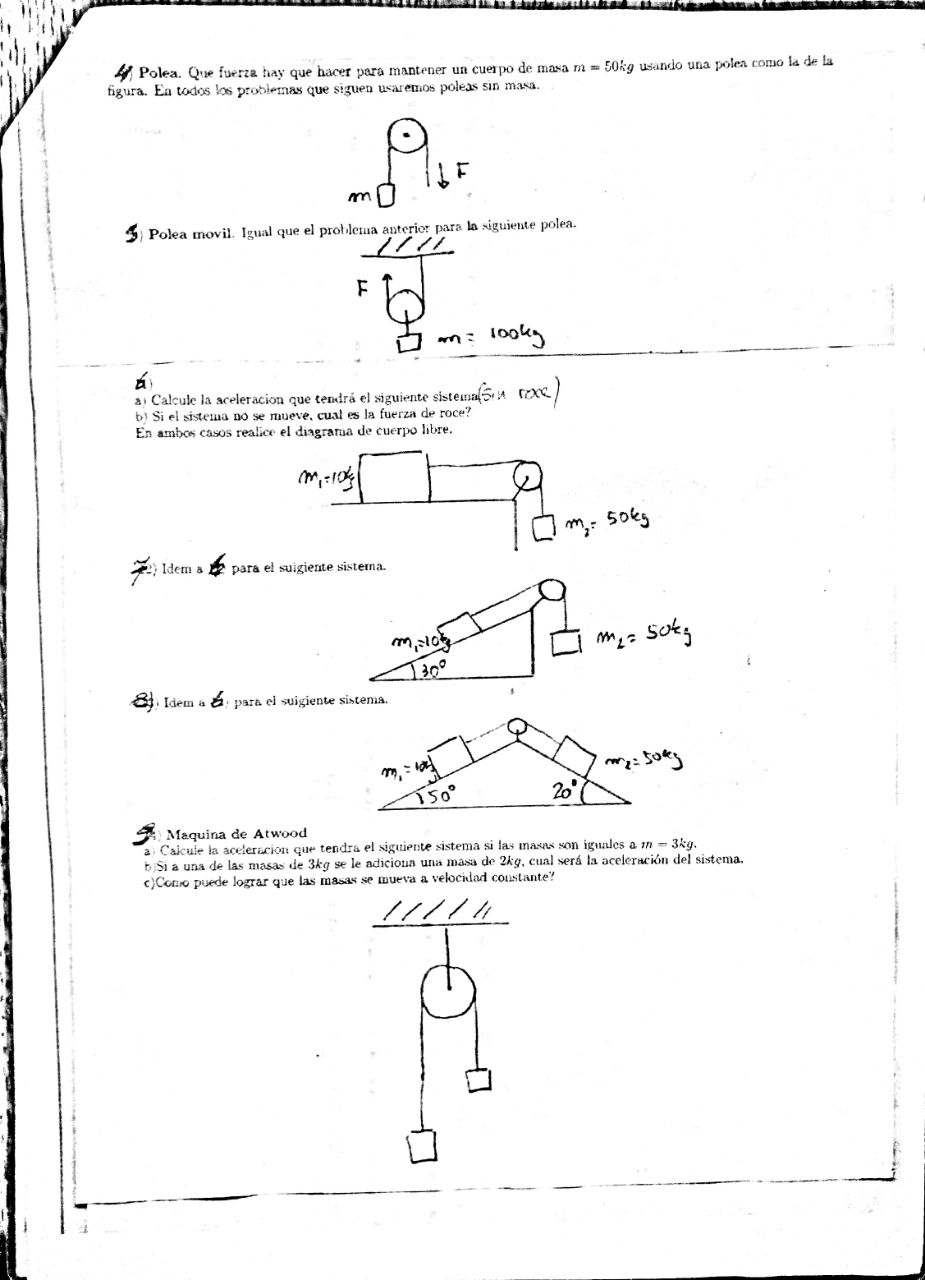 4) Polea. Que fuerza hay que hacer para mantener un cuerpo de masa m = 50kg usando una polea como la de la
figura. En todos los problemas que siguen usaremos poleas sin masa.
F
m
5) Polea movil. Igual que el problema anterior para la siguiente polea.
F
m = 100kg
6)
a) Calcule la aceleracion que tendrá el siguiente sistema (Sin roce)
b) Si el sistema no se mueve, cual es la fuerza de roce?
En ambos casos realice el diagrama de cuerpo libre.
m₁=10kg
m₂= 50kg
7) Idem a 6 para el suigiente sistema.
m₁=10kg
m₂= 50kg
30°
8) Idem a 6) para el suigiente sistema.
m₁=10kg
m₂=50kg
50°
20°
9) Maquina de Atwood
a) Calcule la aceleracion que tendra el siguiente sistema si las masas son iguales a m = 3kg.
b)Si a una de las masas de 3kg se le adiciona una masa de 2kg, cual será la aceleración del sistema.
c)Como puede lograr que las masas se mueva a velocidad constante?